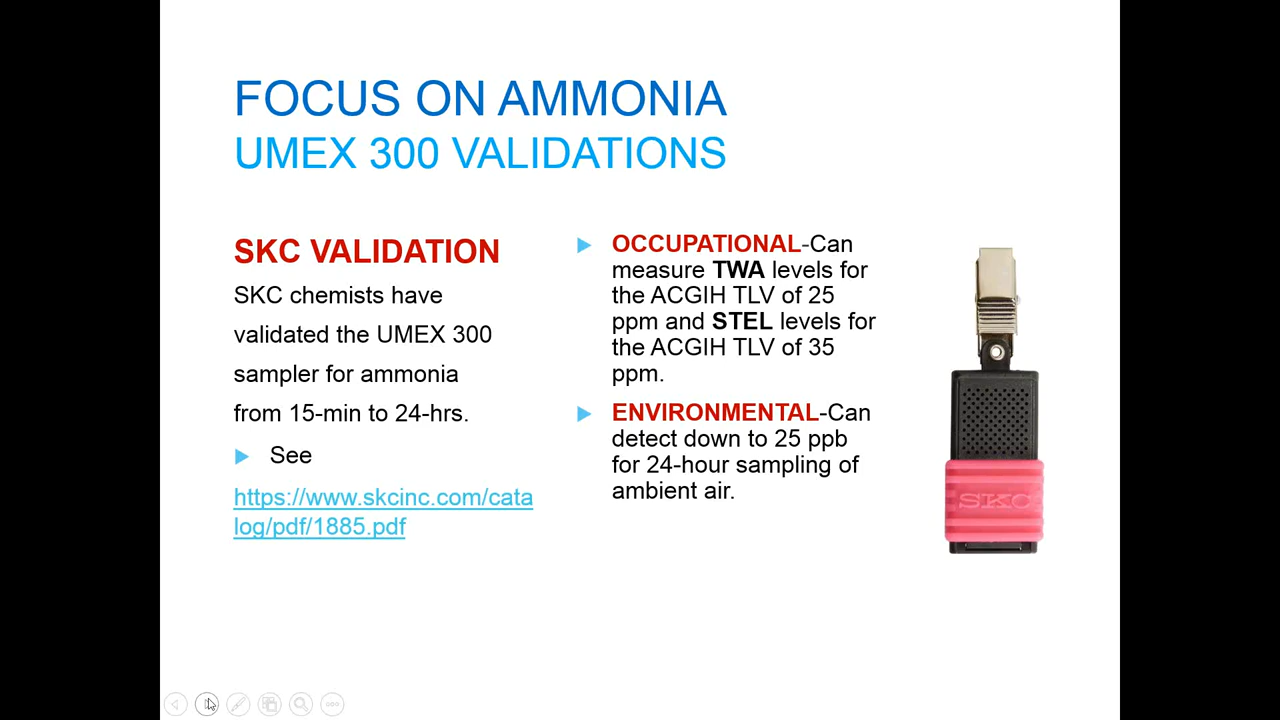 FOCUS ON AMMONIA
UMEX 300 VALIDATIONS
SKC VALIDATION
SKC chemists have
validated the UMEX 300
sampler for ammonia
from 15-min to 24-hrs.
See
https://www.skcinc.com/cata
log/pdf/1885.pdf
OCCUPATIONAL-Can
measure TWA levels for
the ACGIH TLV of 25
ppm and STEL levels for
the ACGIH TLV of 35
ppm.
ENVIRONMENTAL-Can
detect down to 25 ppb
for 24-hour sampling of
ambient air.
SKC